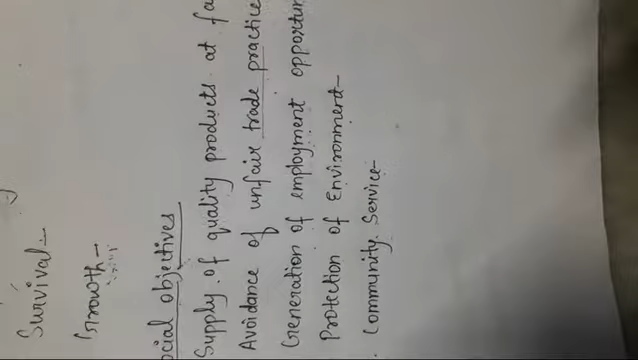 Survival
Growth
ocial objectives
Supply of quality products at fa
Avoidance of unfair trade practice
Generation of employment opportun
Protection of Environment
Community Service